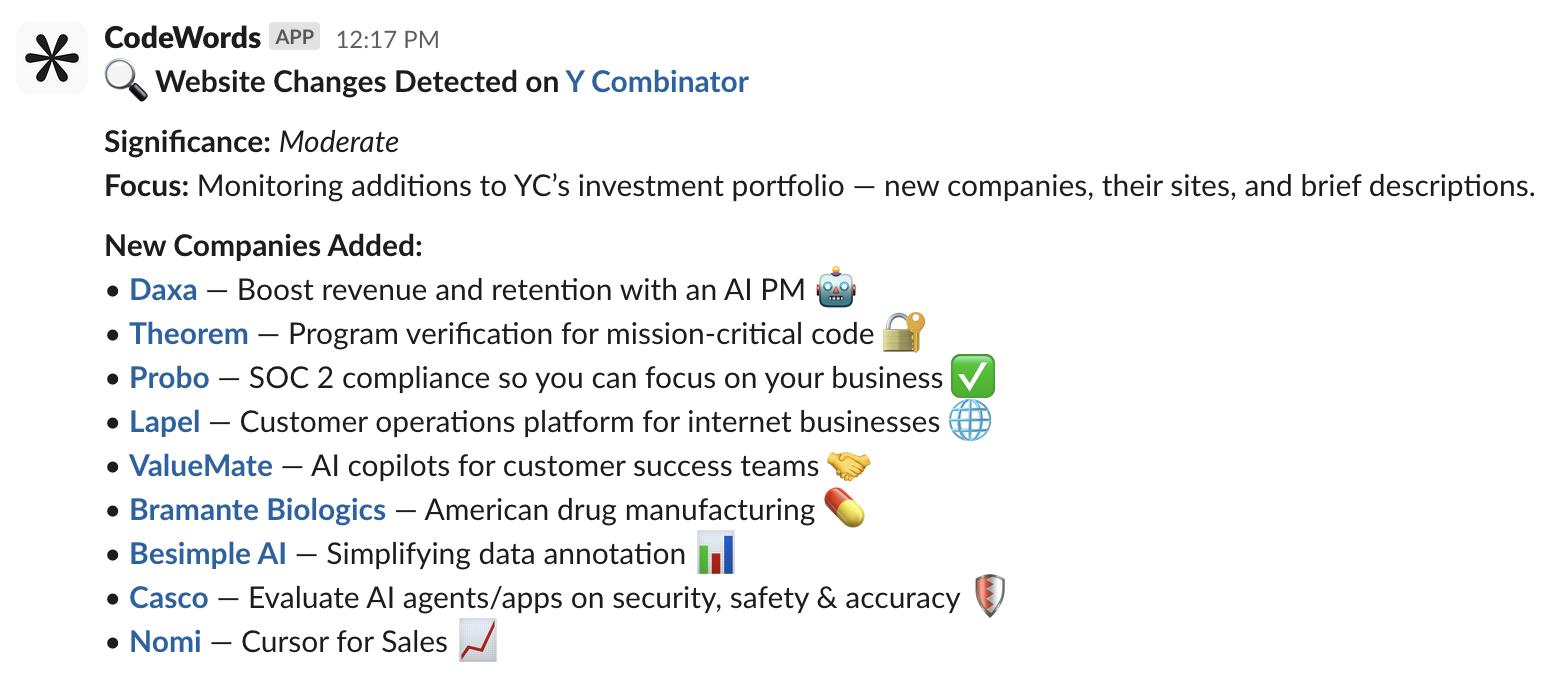 CodeWords APP 12:17 PM
🔍 Website Changes Detected on Y Combinator
Significance: Moderate
Focus: Monitoring additions to YC’s investment portfolio — new companies, their sites, and brief descriptions.
New Companies Added:
• Daxa — Boost revenue and retention with an AI PM 🤖
• Theorem — Program verification for mission-critical code 🔐
• Probo — SOC 2 compliance so you can focus on your business ✅
• Lapel — Customer operations platform for internet businesses 🌐
• ValueMate — AI copilots for customer success teams 🤝
• Bramante Biologics — American drug manufacturing 💊
• Besimple AI — Simplifying data annotation 📊
• Casco — Evaluate AI agents/apps on security, safety & accuracy 🛡️
• Nomi — Cursor for Sales 📈